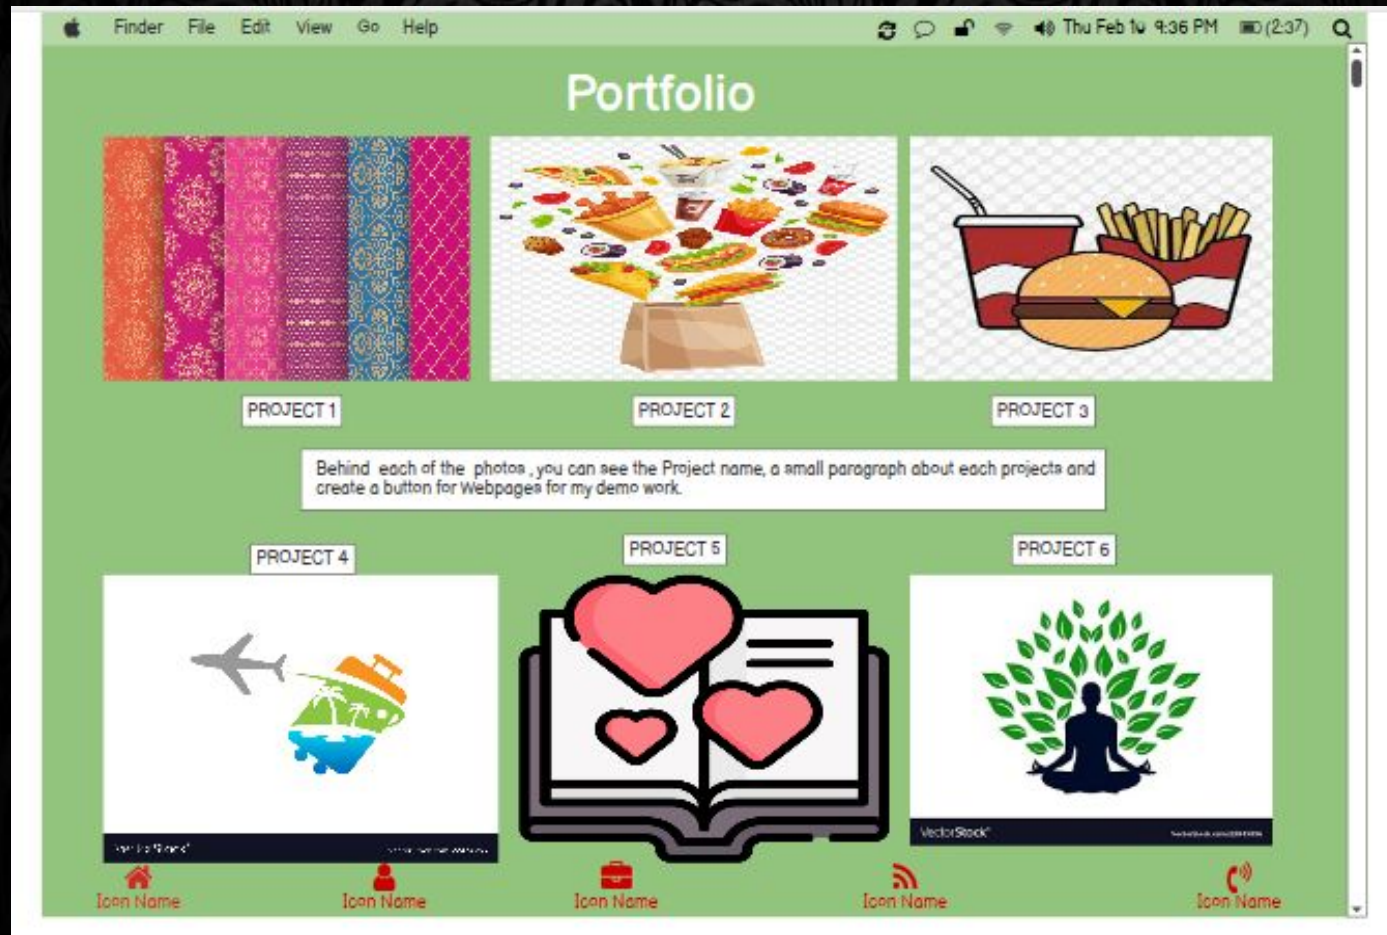 Finder File Edit View Go Help Thu Feb 9:36 PM (2:37)
Portfolio
PROJECT 1 PROJECT 2 PROJECT 3
Behind each of the photos , you can see the Project name, a small paragraph about each projects and
create a button for Webpages for my demo work.
PROJECT 4 PROJECT 5 PROJECT 6
VectorStock®
Icon Name Icon Name Icon Name Icon Name Icon Name